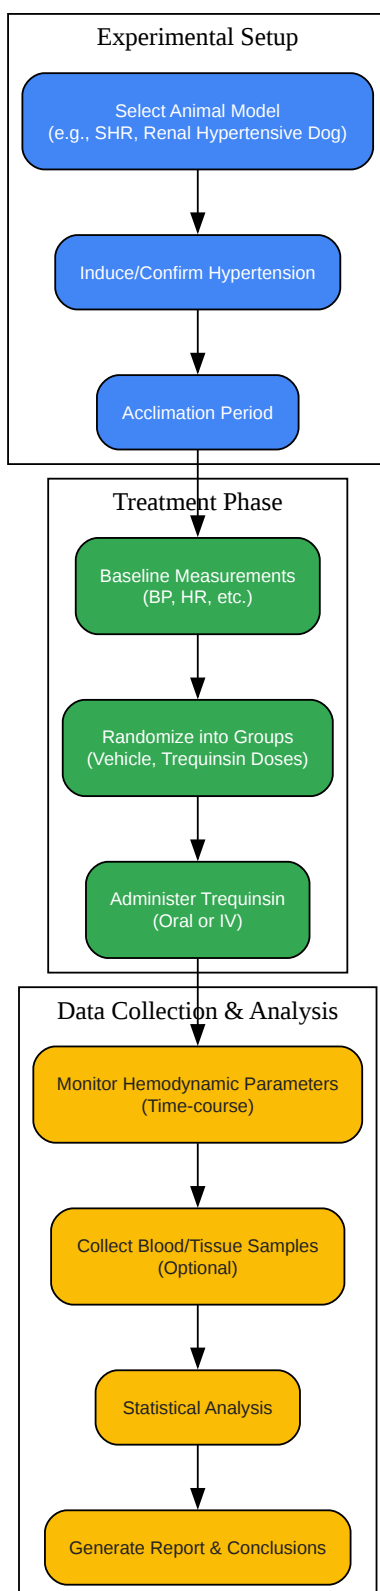 Experimental Setup
Select Animal Model
(e.g., SHR, Renal Hypertensive Dog)
Induce/Confirm Hypertension
Acclimation Period
Treatment Phase
Baseline Measurements
(BP, HR, etc.)
Randomize into Groups
(Vehicle, Trequinsin Doses)
Administer Trequinsin
(Oral or IV)
Data Collection & Analysis
Monitor Hemodynamic Parameters
(Time-course)
Collect Blood/Tissue Samples
(Optional)
Statistical Analysis
Generate Report & Conclusions